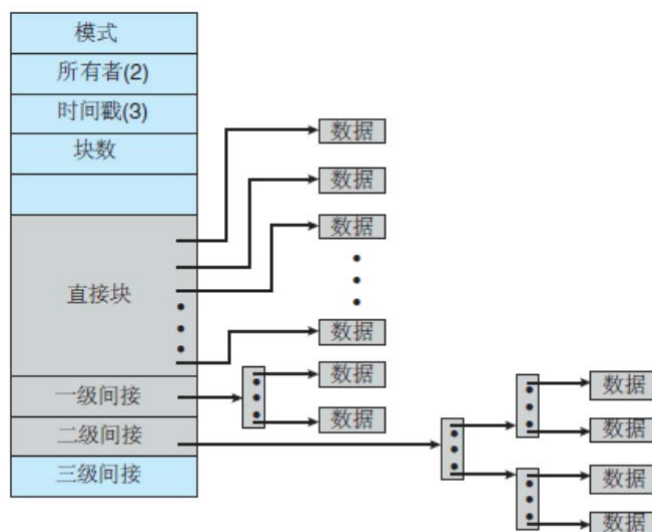 模式
所有者(2)
时间戳(3)
块数
直接块
一级间接
二级间接
三级间接
数据
数据
数据
数据
数据
数据
数据
数据
数据
数据